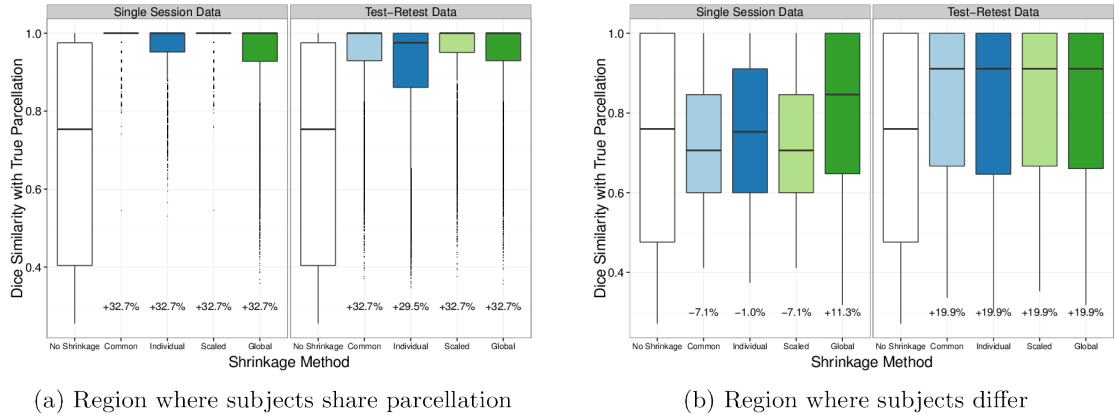 Single Session Data
Test−Retest Data
Dice Similarity with True Parcellation
1.0
0.8
0.6
0.4
+32.7%
+32.7%
+32.7%
+32.7%
+32.7%
+29.5%
+32.7%
+32.7%
No Shrinkage
Common
Individual
Scaled
Global
No Shrinkage
Common
Individual
Scaled
Global
Shrinkage Method
(a) Region where subjects share parcellation
Single Session Data
Test−Retest Data
Dice Similarity with True Parcellation
1.0
0.8
0.6
0.4
−7.1%
−1.0%
−7.1%
+11.3%
+19.9%
+19.9%
+19.9%
+19.9%
No Shrinkage
Common
Individual
Scaled
Global
No Shrinkage
Common
Individual
Scaled
Global
Shrinkage Method
(b) Region where subjects differ